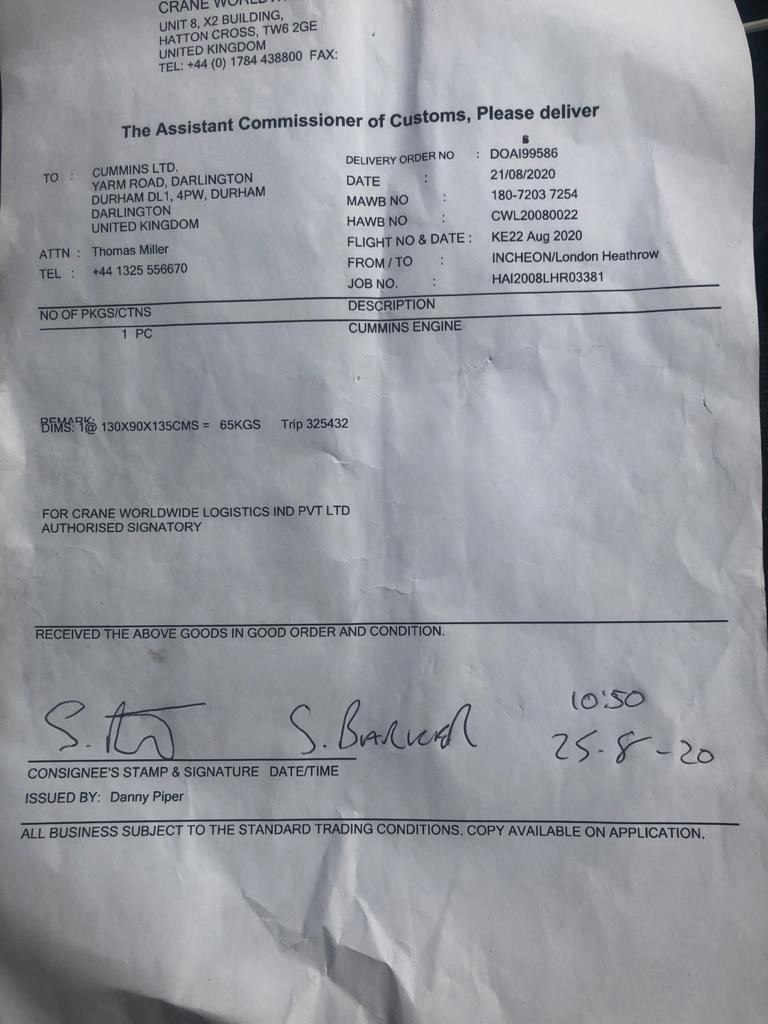 CRANE
UNIT 8, X2 BUILDING,
HATTON CROSS, TW6 2GE
UNITED KINGDOM
TEL: +44 (0) 1784 438800 FAX:
The Assistant Commissioner of Customs, Please deliver
TO : CUMMINS LTD.
YARM ROAD, DARLINGTON
DURHAM DL1, 4PW, DURHAM
DARLINGTON
UNITED KINGDOM
ATTN : Thomas Miller
TEL : +44 1325 556670
DELIVERY ORDER NO : DOAI99586
DATE : 21/08/2020
MAWB NO : 180-7203 7254
HAWB NO : CWL20080022
FLIGHT NO & DATE : KE22 Aug 2020
FROM / TO : INCHEON/London Heathrow
JOB NO. : HAI2008LHR03381
NO OF PKGS/CTNS DESCRIPTION
1 PC CUMMINS ENGINE
REMARK:
DIMS: 1@ 130X90X135CMS = 65KGS Trip 325432
FOR CRANE WORLDWIDE LOGISTICS IND PVT LTD
AUTHORISED SIGNATORY
RECEIVED THE ABOVE GOODS IN GOOD ORDER AND CONDITION.
S. BARKER 10:50
25-8-20
CONSIGNEE'S STAMP & SIGNATURE DATE/TIME
ISSUED BY: Danny Piper
ALL BUSINESS SUBJECT TO THE STANDARD TRADING CONDITIONS. COPY AVAILABLE ON APPLICATION.